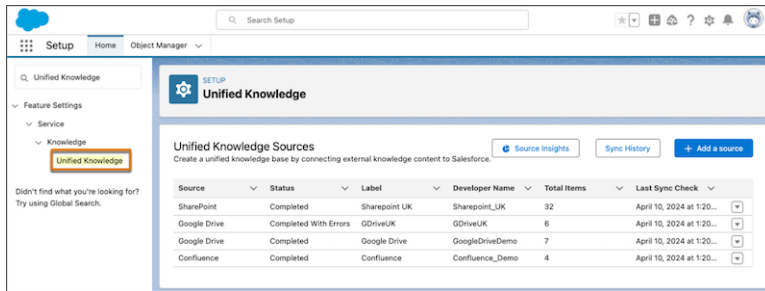 Search Setup
Setup Home Object Manager
Unified Knowledge
Feature Settings
Service
Knowledge
Unified Knowledge
Didn't find what you're looking for?
Try using Global Search.
SETUP
Unified Knowledge
Unified Knowledge Sources
Create a unified knowledge base by connecting external knowledge content to Salesforce.
Source Insights Sync History + Add a source
Source Status Label Developer Name Total Items Last Sync Check
SharePoint Completed Sharepoint UK Sharepoint_UK 32 April 10, 2024 at 1:20...
Google Drive Completed With Errors GDriveUK GDriveUK 6 April 10, 2024 at 1:20...
Google Drive Completed Google Drive GoogleDriveDemo 7 April 10, 2024 at 1:20...
Confluence Completed Confluence Confluence_Demo 4 April 10, 2024 at 1:20...